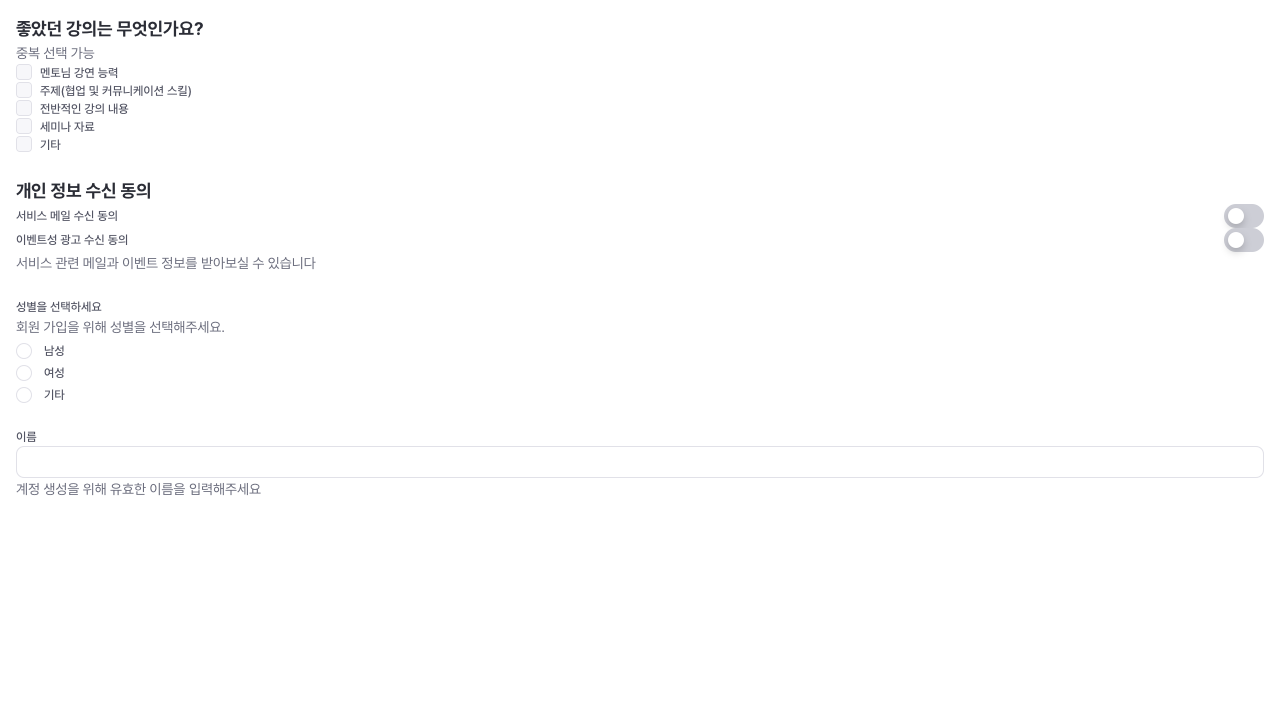 좋았던 강의는 무엇인가요?
중복 선택 가능
멘토님 강연 능력
주제(협업 및 커뮤니케이션 스킬)
전반적인 강의 내용
세미나 자료
기타
개인 정보 수신 동의
서비스 메일 수신 동의
이벤트성 광고 수신 동의
서비스 관련 메일과 이벤트 정보를 받아보실 수 있습니다
성별을 선택하세요
회원 가입을 위해 성별을 선택해주세요.
남성
여성
기타
이름
계정 생성을 위해 유효한 이름을 입력해주세요